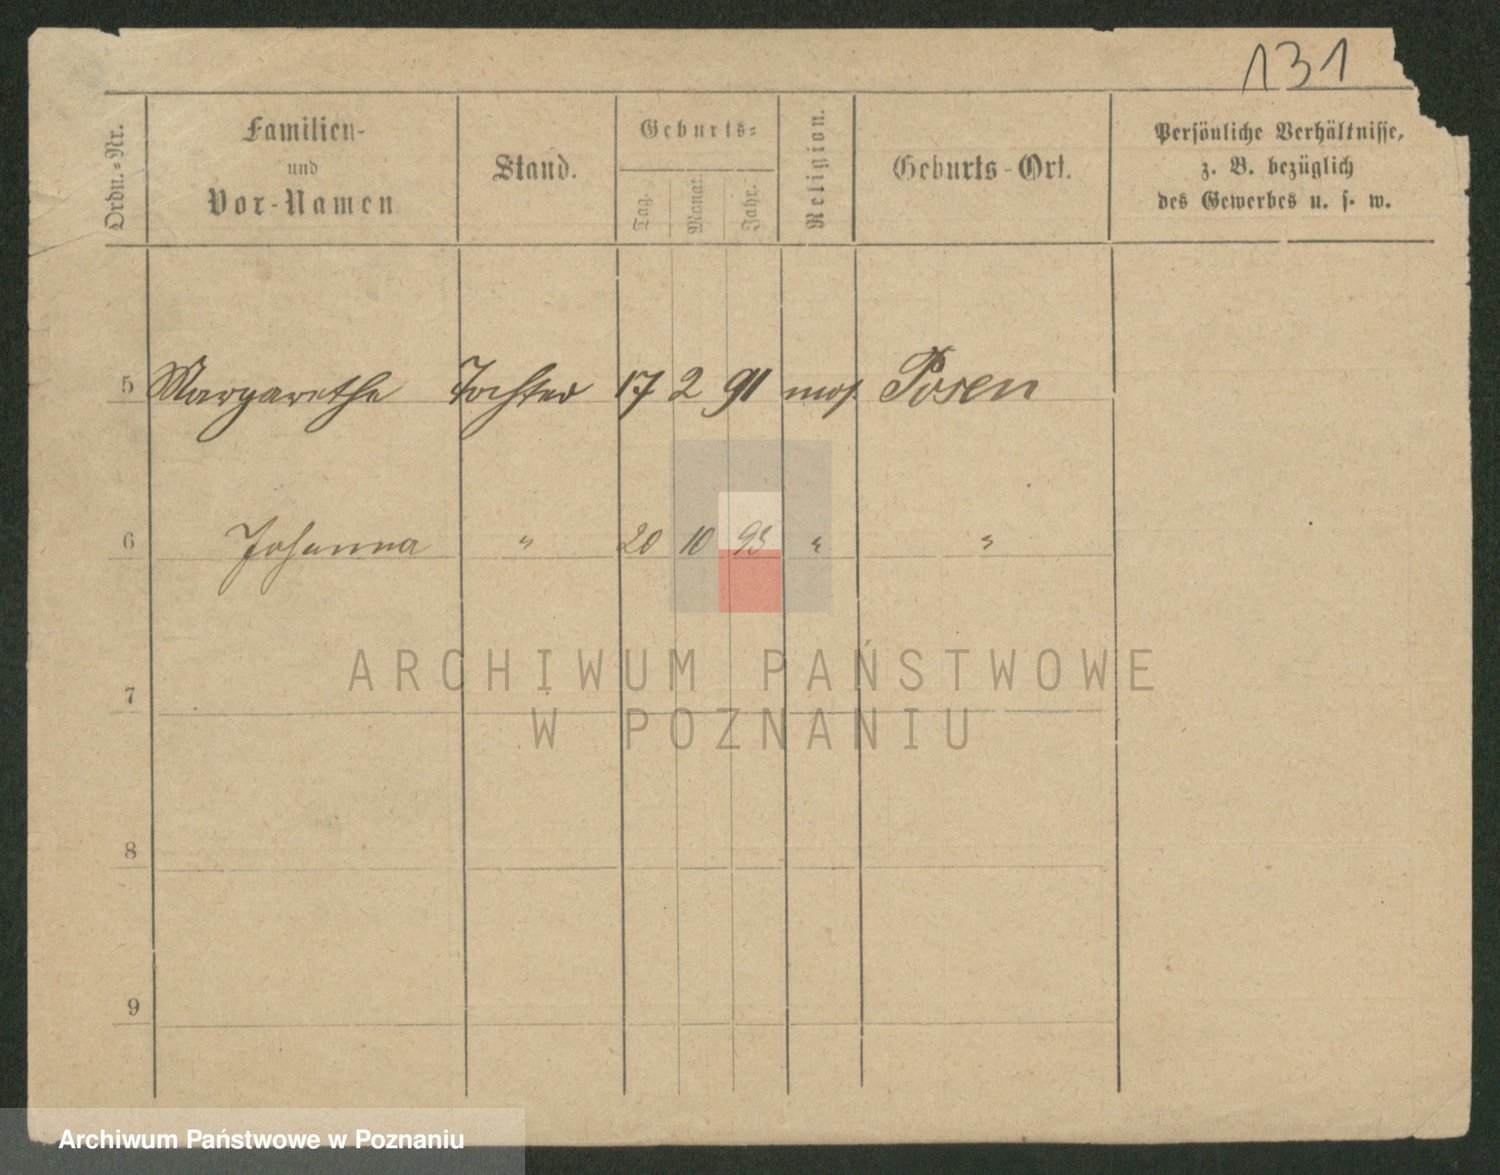 131
Ordn.-Nr.
Familien-
und
Vor-Namen
Stand.
Geburts-
Tag.
Monat.
Jahr.
Religion.
Geburts-Ort.
Persönliche Verhältnisse,
z. B. bezüglich
des Gewerbes u. s. w.
5 Margarethe Tochter 17 2 91 mos. Posen
6 Johanna " 20 10 93 " "
7
8
9
ARCHIWUM PAŃSTWOWE
W POZNANIU
Archiwum Państwowe w Poznaniu